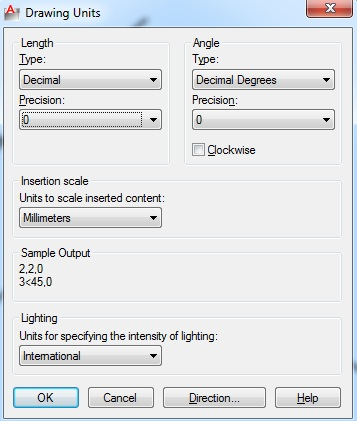 Drawing Units
Length
Type:
Decimal
Precision:
0
Angle
Type:
Decimal Degrees
Precision:
0
Clockwise
Insertion scale
Units to scale inserted content:
Millimeters
Sample Output
2,2,0
3<45,0
Lighting
Units for specifying the intensity of lighting:
International
OK
Cancel
Direction...
Help